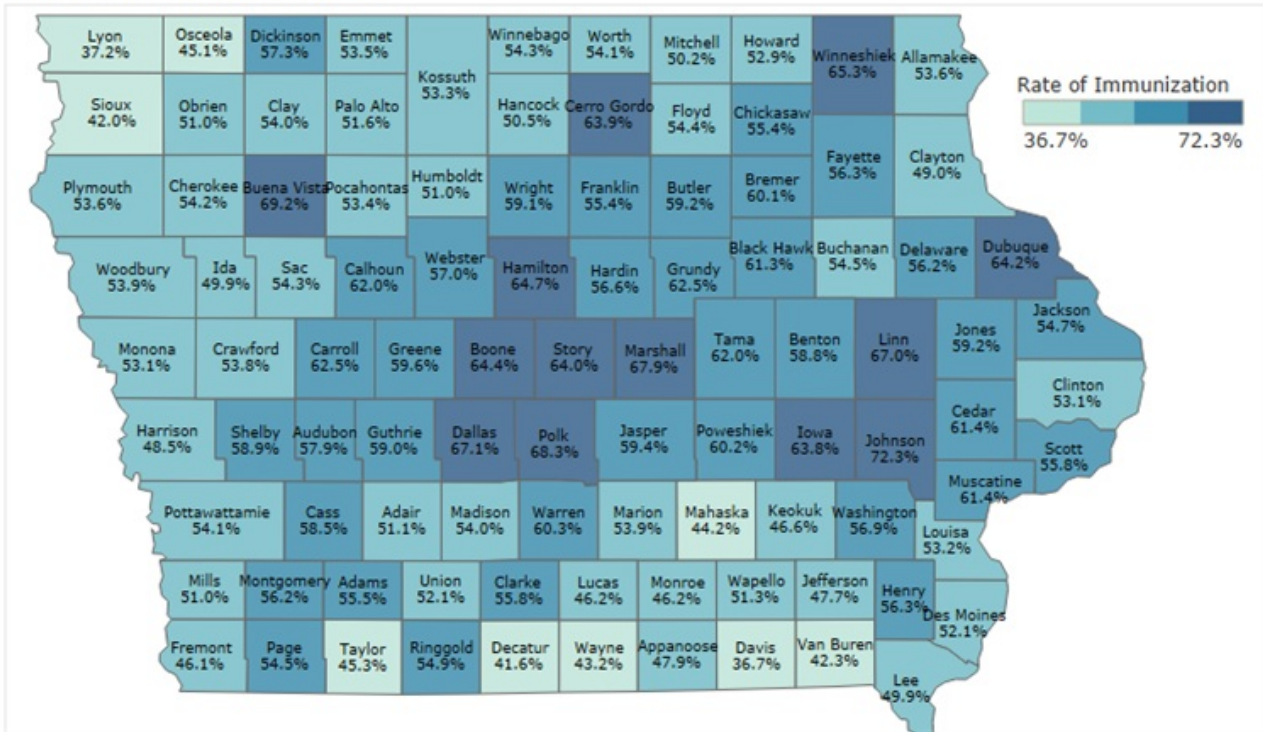 Lyon
37.2%
Osceola
45.1%
Dickinson
57.3%
Emmet
53.5%
Kossuth
53.3%
Winnebago
54.3%
Worth
54.1%
Mitchell
50.2%
Howard
52.9%
Winneshiek
65.3%
Allamakee
53.6%
Rate of Immunization
36.7%
72.3%
Sioux
42.0%
Obrien
51.0%
Clay
54.0%
Palo Alto
51.6%
Hancock
50.5%
Cerro Gordo
63.9%
Floyd
54.4%
Chickasaw
55.4%
Fayette
56.3%
Clayton
49.0%
Plymouth
53.6%
Cherokee
54.2%
Buena Vista
69.2%
Pocahontas
53.4%
Humboldt
51.0%
Wright
59.1%
Franklin
55.4%
Butler
59.2%
Bremer
60.1%
Woodbury
53.9%
Ida
49.9%
Sac
54.3%
Calhoun
62.0%
Webster
57.0%
Hamilton
64.7%
Hardin
56.6%
Grundy
62.5%
Black Hawk
61.3%
Buchanan
54.5%
Delaware
56.2%
Dubuque
64.2%
Monona
53.1%
Crawford
53.8%
Carroll
62.5%
Greene
59.6%
Boone
64.4%
Story
64.0%
Marshall
67.9%
Tama
62.0%
Benton
58.8%
Linn
67.0%
Jones
59.2%
Jackson
54.7%
Clinton
53.1%
Harrison
48.5%
Shelby
58.9%
Audubon
57.9%
Guthrie
59.0%
Dallas
67.1%
Polk
68.3%
Jasper
59.4%
Poweshiek
60.2%
Iowa
63.8%
Johnson
72.3%
Cedar
61.4%
Scott
55.8%
Muscatine
61.4%
Pottawattamie
54.1%
Cass
58.5%
Adair
51.1%
Madison
54.0%
Warren
60.3%
Marion
53.9%
Mahaska
44.2%
Keokuk
46.6%
Washington
56.9%
Louisa
53.2%
Mills
51.0%
Montgomery
56.2%
Adams
55.5%
Union
52.1%
Clarke
55.8%
Lucas
46.2%
Monroe
46.2%
Wapello
51.3%
Jefferson
47.7%
Henry
56.3%
Des Moines
52.1%
Fremont
46.1%
Page
54.5%
Taylor
45.3%
Ringgold
54.9%
Decatur
41.6%
Wayne
43.2%
Appanoose
47.9%
Davis
36.7%
Van Buren
42.3%
Lee
49.9%